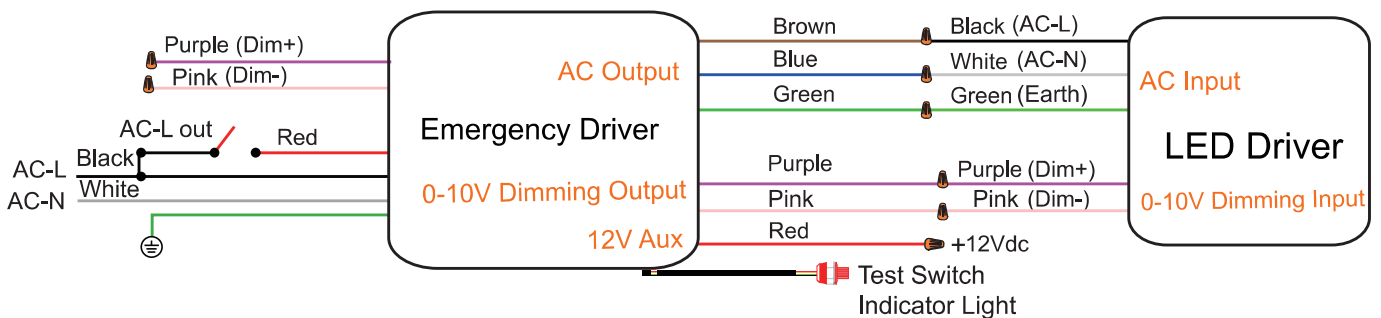 Purple (Dim+)
Pink (Dim-)
AC-L out
Red
Black
AC-L
White
AC-N
AC Output
Emergency Driver
0-10V Dimming Output
12V Aux
Brown
Blue
Green
Purple
Pink
Red
Black (AC-L)
White (AC-N)
Green (Earth)
Purple (Dim+)
Pink (Dim-)
+12Vdc
Test Switch
Indicator Light
AC Input
LED Driver
0-10V Dimming Input